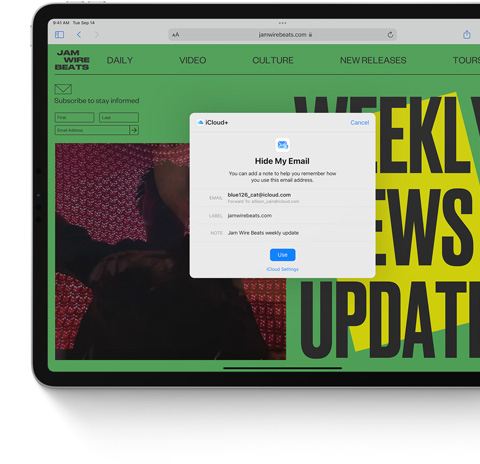 9:41 AM Tue Sep 14
AA
jamwirebeats.com
JAM
WIRE
BEATS
DAILY
VIDEO
CULTURE
NEW RELEASES
TOURS
Subscribe to stay informed
First
Last
Email Address
iCloud+
Cancel
Hide My Email
You can add a note to help you remember how
you use this email address.
EMAIL
blue126_cat@icloud.com
Forward To: allison_cain@icloud.com
LABEL
jamwirebeats.com
NOTE
Jam Wire Beats weekly update
Use
iCloud Settings
WEEKLY
NEWS
UPDATE